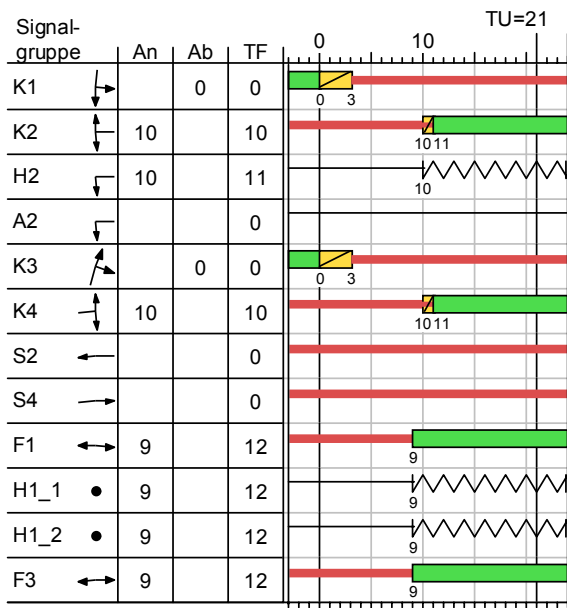 TU=21
Signal-
gruppe An Ab TF 0 10
K1 0 0
0 3
K2 10 10
10 11
H2 10 11
10
A2 0
K3 0 0
0 3
K4 10 10
10 11
S2 0
S4 0
F1 9 12
9
H1_1 9 12
9
H1_2 9 12
9
F3 9 12
9